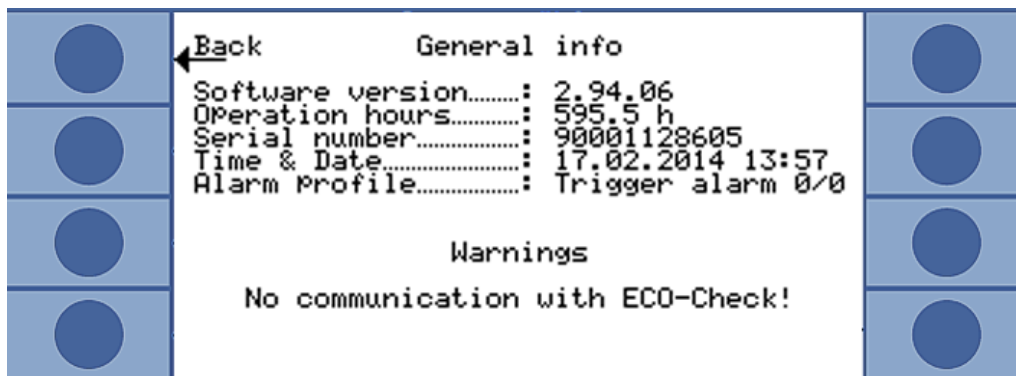 Back General info
Software version........: 2.94.06
Operation hours..........: 595.5 h
Serial number...............: 90001128605
Time & Date....................: 17.02.2014 13:57
Alarm Profile...............: Trigger alarm 0/0
Warnings
No communication with ECO-Check!